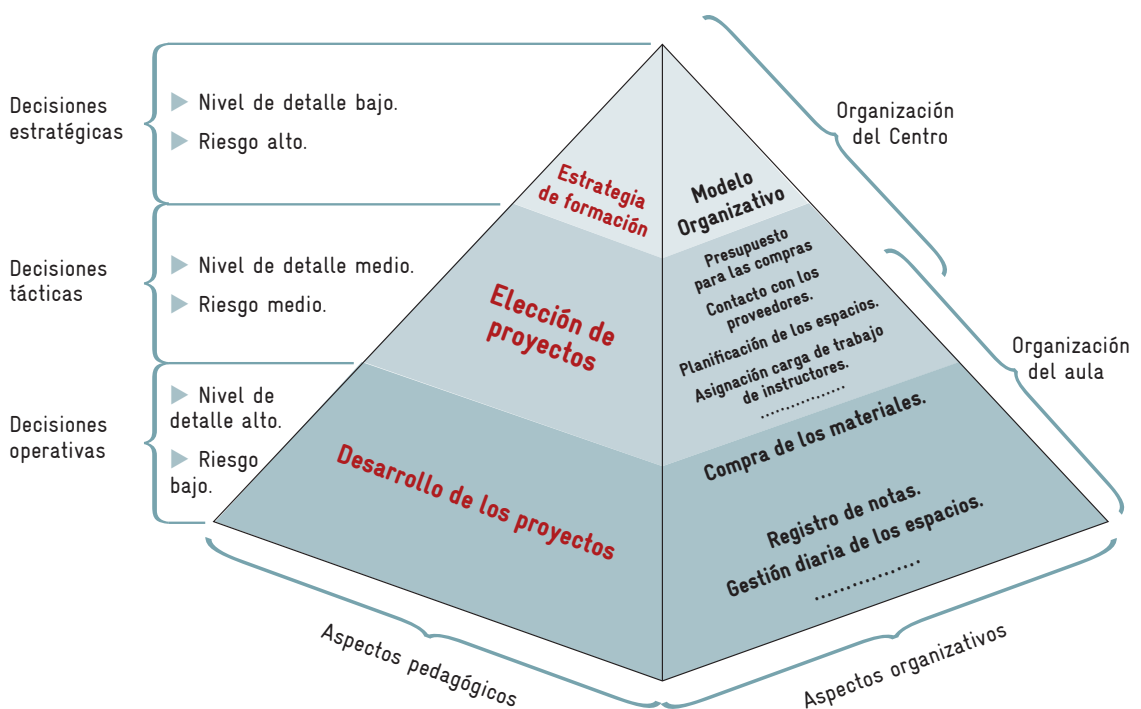 Decisiones
estratégicas
Nivel de detalle bajo.
Riesgo alto.
Decisiones
tácticas
Nivel de detalle medio.
Riesgo medio.
Decisiones
operativas
Nivel de
detalle alto.
Riesgo
bajo.
Estrategia
de formación
Elección de
proyectos
Desarrollo de los proyectos
Modelo
Organizativo
Presupuesto
para las compras
Contacto con los
proveedores.
Planificación de los espacios.
Asignación carga de trabajo
de instructores.
...............
Compra de los materiales.
Registro de notas.
Gestión diaria de los espacios.
.................
Organización
del Centro
Organización
del aula
Aspectos pedagógicos
Aspectos organizativos